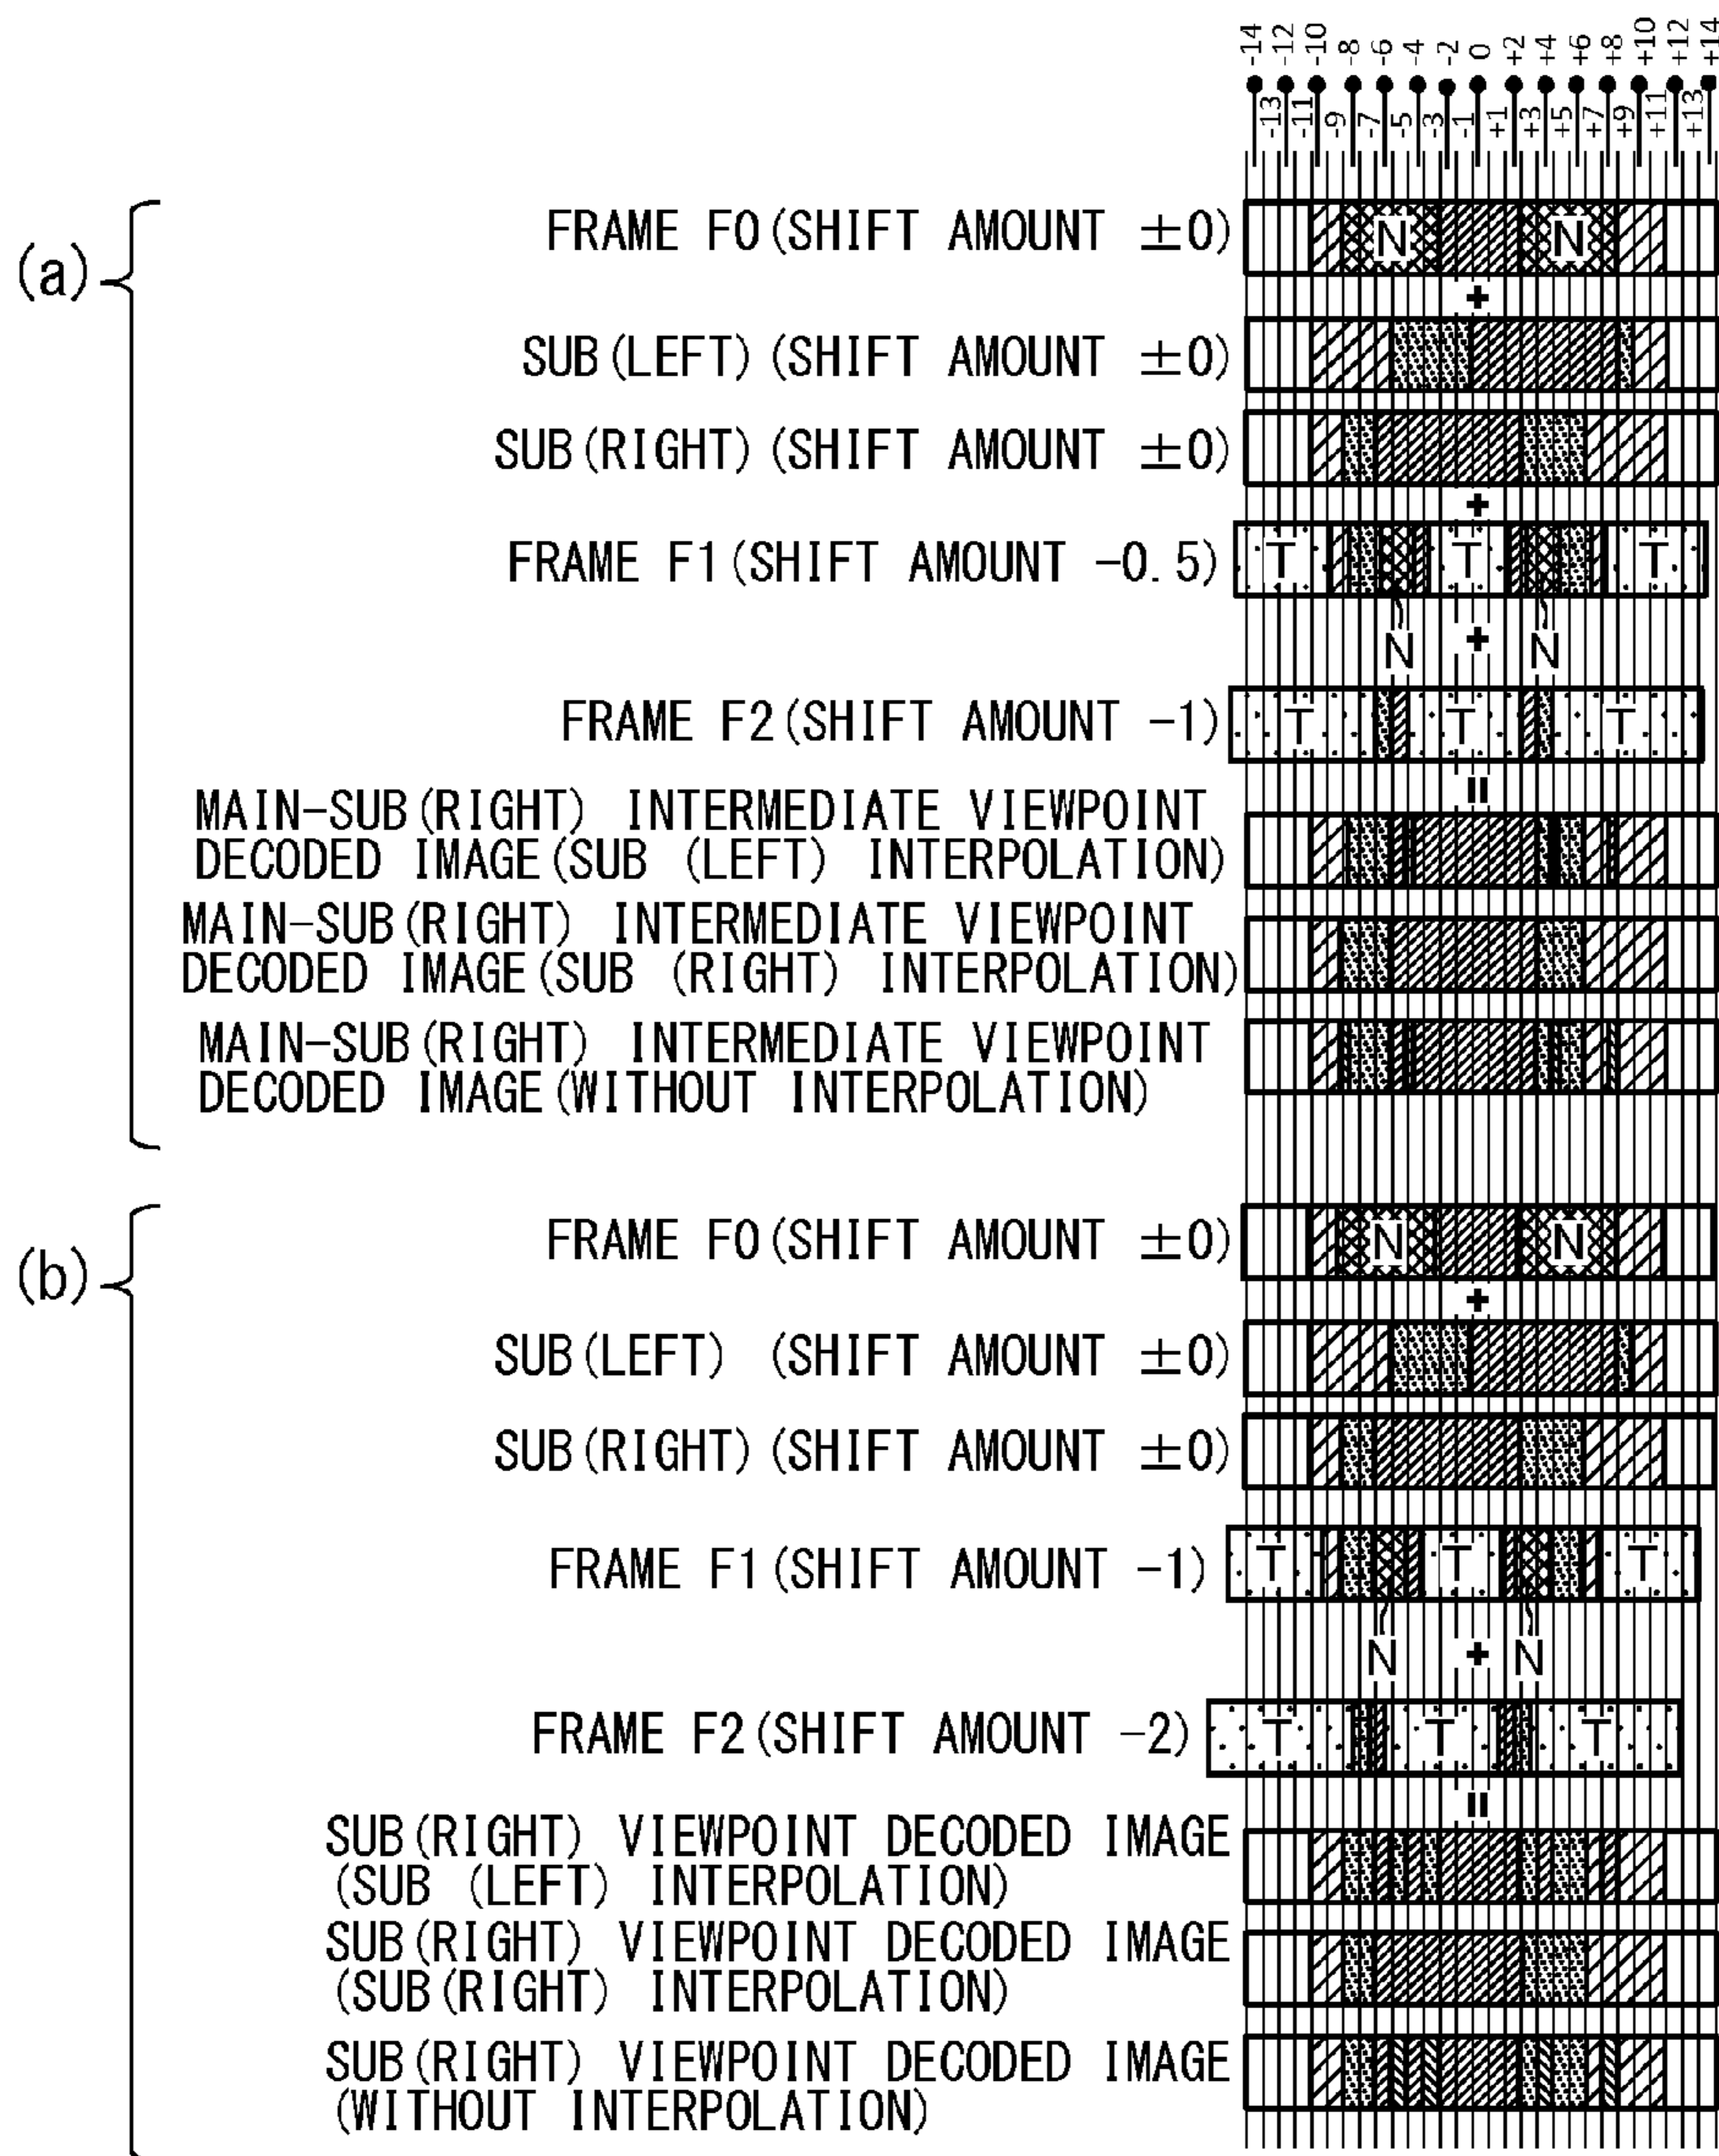 -14 -12 -10 -8 -6 -4 -2 0 +2 +4 +6 +8 +10 +12 +14
-13 -11 -9 -7 -5 -3 -1 +1 +3 +5 +7 +9 +11 +13
(a)
FRAME F0(SHIFT AMOUNT ±0) N N
+
SUB(LEFT)(SHIFT AMOUNT ±0)
SUB(RIGHT)(SHIFT AMOUNT ±0)
+
FRAME F1(SHIFT AMOUNT -0.5) T T T
N + N
FRAME F2(SHIFT AMOUNT -1) T T T
=
MAIN-SUB(RIGHT) INTERMEDIATE VIEWPOINT
DECODED IMAGE(SUB (LEFT) INTERPOLATION)
MAIN-SUB(RIGHT) INTERMEDIATE VIEWPOINT
DECODED IMAGE(SUB (RIGHT) INTERPOLATION)
MAIN-SUB(RIGHT) INTERMEDIATE VIEWPOINT
DECODED IMAGE(WITHOUT INTERPOLATION)
(b)
FRAME F0(SHIFT AMOUNT ±0) N N
+
SUB(LEFT) (SHIFT AMOUNT ±0)
SUB(RIGHT)(SHIFT AMOUNT ±0)
FRAME F1(SHIFT AMOUNT -1) T T T
N + N
FRAME F2(SHIFT AMOUNT -2) T T T
=
SUB(RIGHT) VIEWPOINT DECODED IMAGE
(SUB (LEFT) INTERPOLATION)
SUB(RIGHT) VIEWPOINT DECODED IMAGE
(SUB(RIGHT) INTERPOLATION)
SUB(RIGHT) VIEWPOINT DECODED IMAGE
(WITHOUT INTERPOLATION)